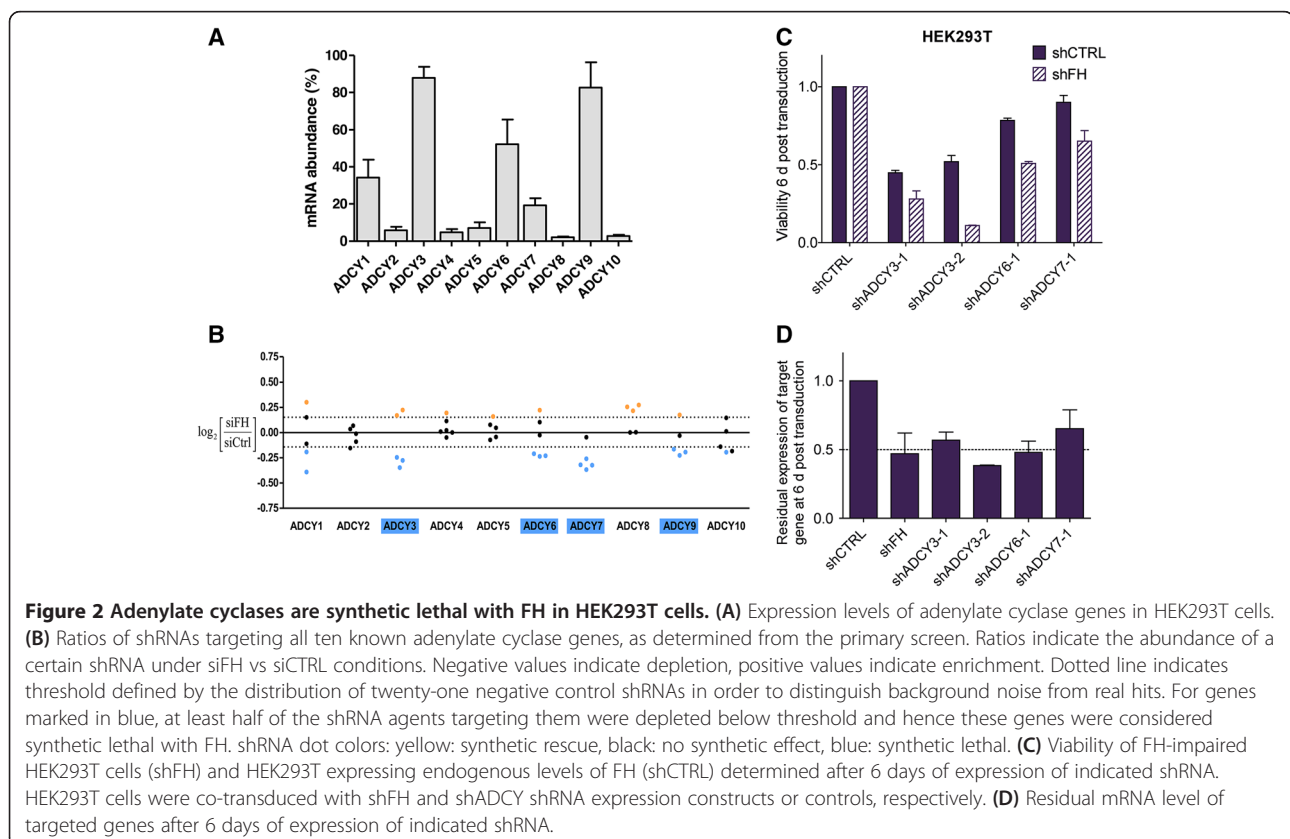 A
mRNA abundance (%)
100
80
60
40
20
0
ADCY1
ADCY2
ADCY3
ADCY4
ADCY5
ADCY6
ADCY7
ADCY8
ADCY9
ADCY10
C
HEK293T
shCTRL
shFH
Viability 6 d post transduction
1.0
0.5
0.0
shCTRL
shADCY3-1
shADCY3-2
shADCY6-1
shADCY7-1
B
log2 [siFH/siCtrl]
0.75
0.50
0.25
0.00
-0.25
-0.50
-0.75
ADCY1 ADCY2 ADCY3 ADCY4 ADCY5 ADCY6 ADCY7 ADCY8 ADCY9 ADCY10
D
Residual expression of target
gene at 6 d post transduction
1.0
0.5
0.0
shCTRL
shFH
shADCY3-1
shADCY3-2
shADCY6-1
shADCY7-1
Figure 2 Adenylate cyclases are synthetic lethal with FH in HEK293T cells. (A) Expression levels of adenylate cyclase genes in HEK293T cells.
(B) Ratios of shRNAs targeting all ten known adenylate cyclase genes, as determined from the primary screen. Ratios indicate the abundance of a
certain shRNA under siFH vs siCTRL conditions. Negative values indicate depletion, positive values indicate enrichment. Dotted line indicates
threshold defined by the distribution of twenty-one negative control shRNAs in order to distinguish background noise from real hits. For genes
marked in blue, at least half of the shRNA agents targeting them were depleted below threshold and hence these genes were considered
synthetic lethal with FH. shRNA dot colors: yellow: synthetic rescue, black: no synthetic effect, blue: synthetic lethal. (C) Viability of FH-impaired
HEK293T cells (shFH) and HEK293T expressing endogenous levels of FH (shCTRL) determined after 6 days of expression of indicated shRNA.
HEK293T cells were co-transduced with shFH and shADCY shRNA expression constructs or controls, respectively. (D) Residual mRNA level of
targeted genes after 6 days of expression of indicated shRNA.